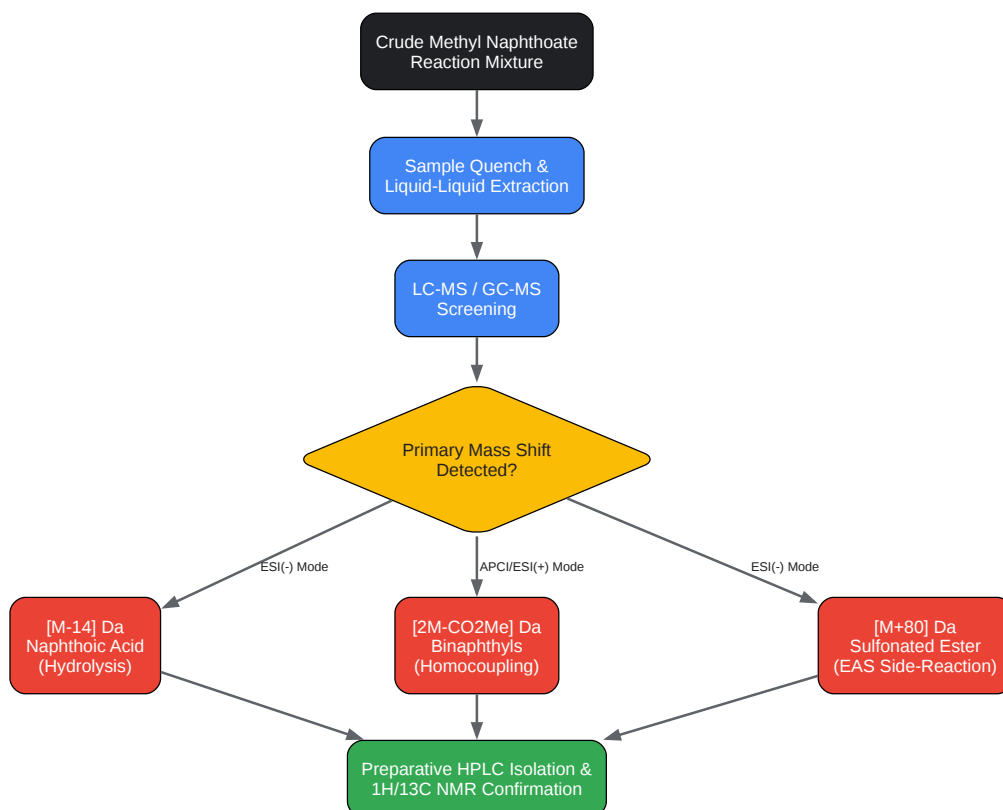 Crude Methyl Naphthoate
Reaction Mixture
Sample Quench &
Liquid-Liquid Extraction
LC-MS / GC-MS
Screening
Primary Mass Shift
Detected?
ESI(-) Mode
APCI/ESI(+) Mode
ESI(-) Mode
[M-14] Da
Naphthoic Acid
(Hydrolysis)
[2M-CO2Me] Da
Binaphthyls
(Homocoupling)
[M+80] Da
Sulfonated Ester
(EAS Side-Reaction)
Preparative HPLC Isolation &
1H/13C NMR Confirmation